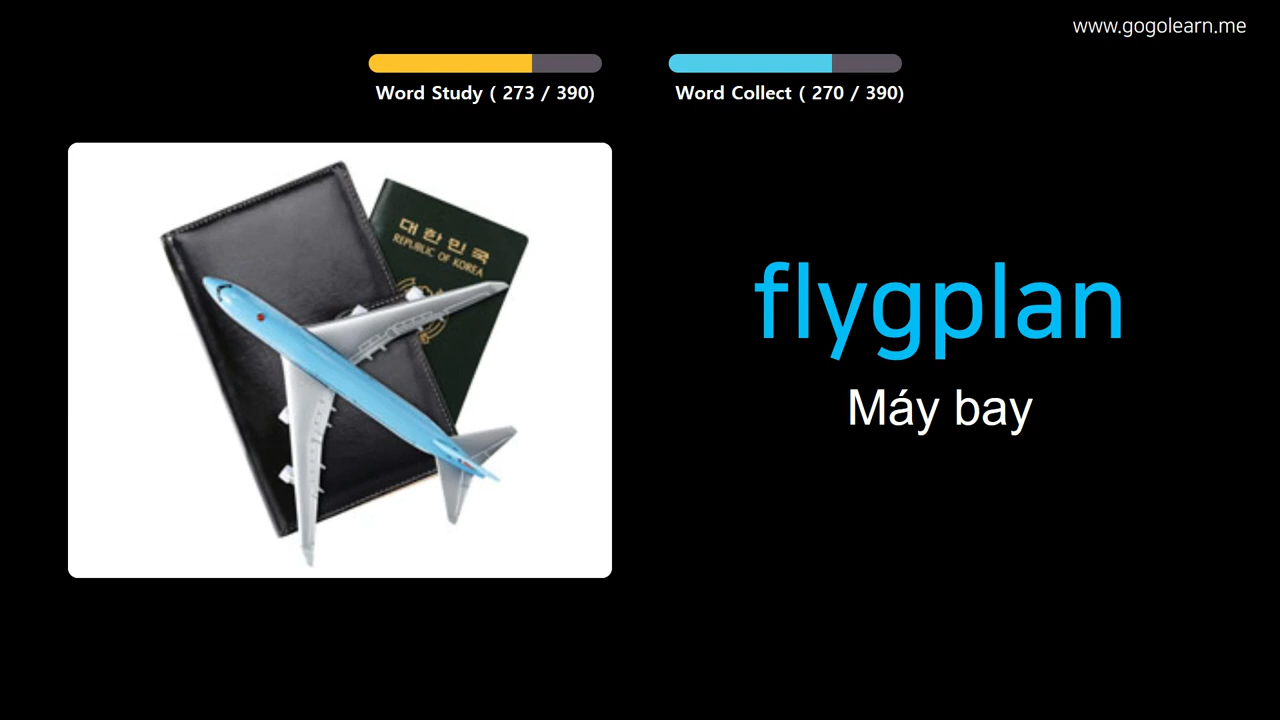 www.gogolearn.me
Word Study ( 273 / 390)
Word Collect ( 270 / 390)
대한민국
REPUBLIC OF KOREA
flygplan
Máy bay